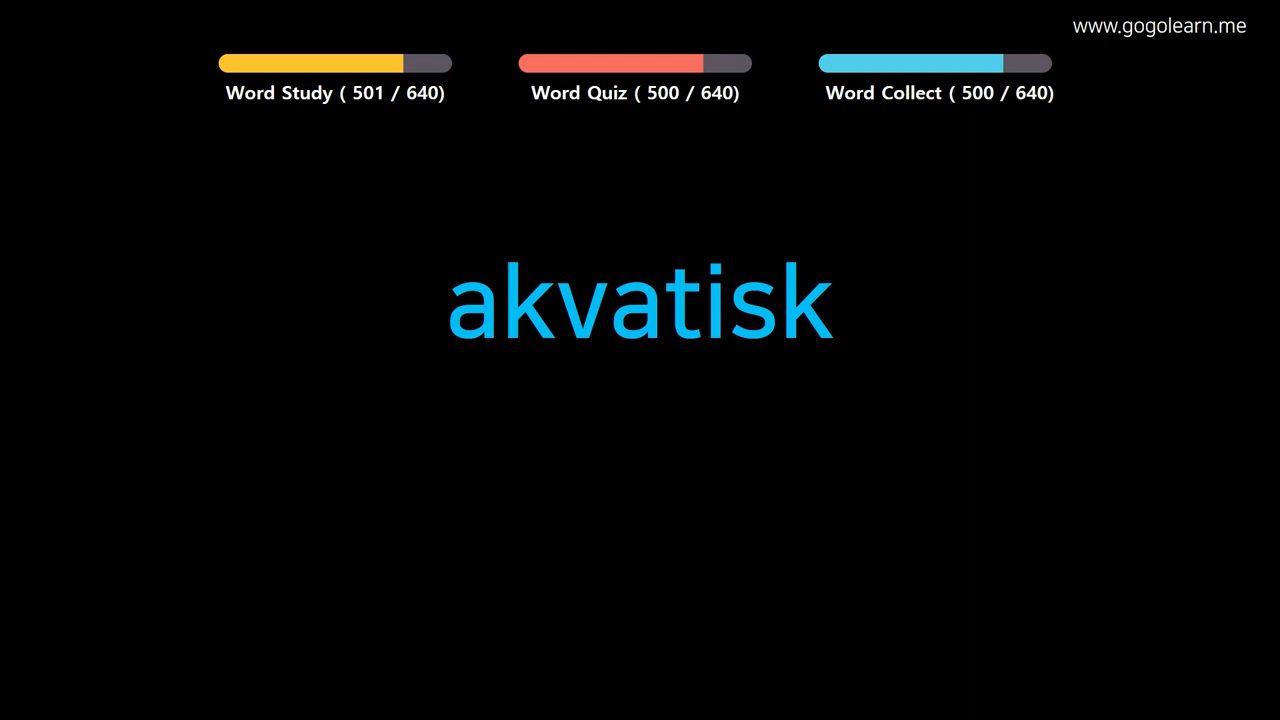 www.gogolearn.me
Word Study ( 501 / 640)
Word Quiz ( 500 / 640)
Word Collect ( 500 / 640)
akvatisk